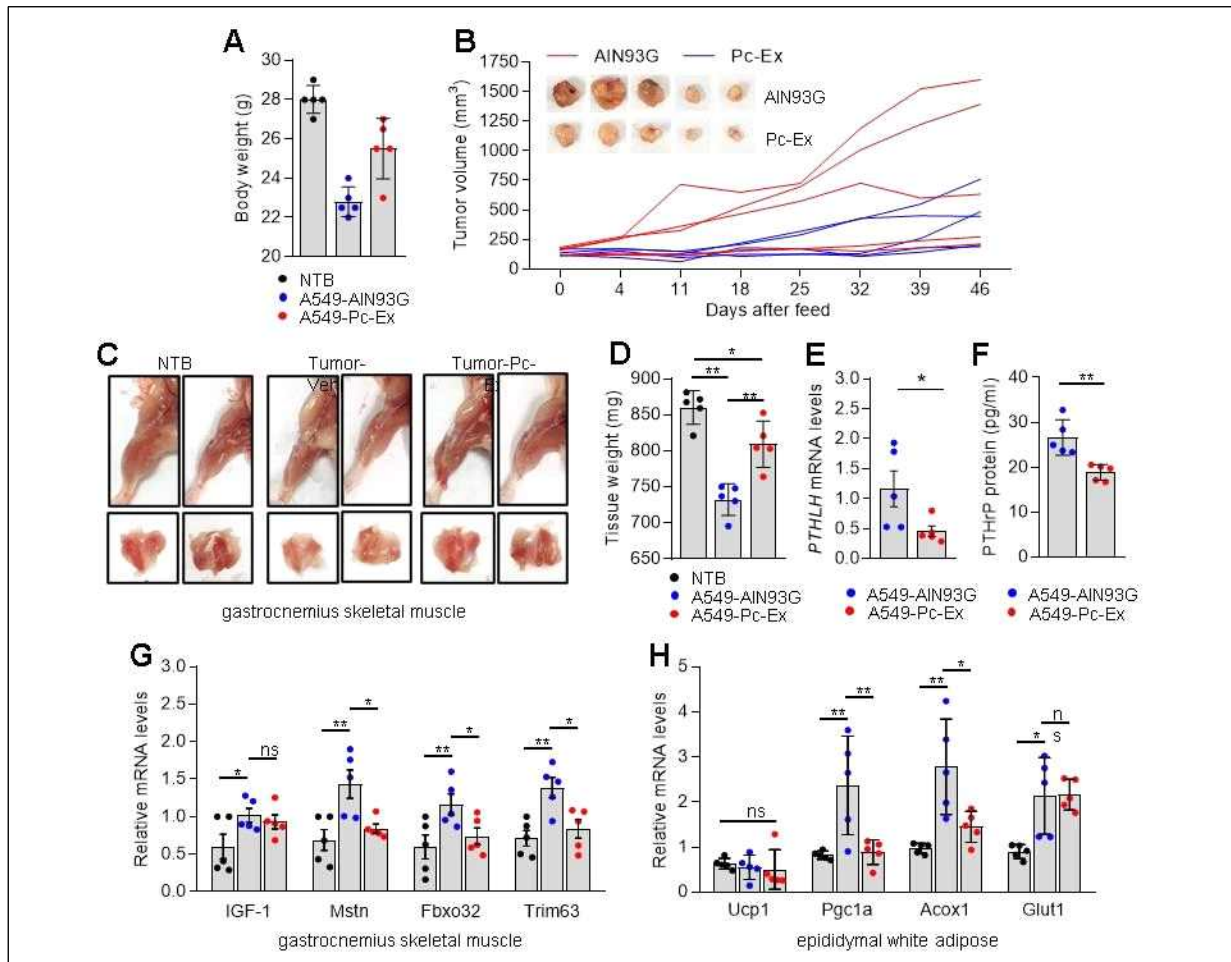 A
Body weight (g)
30
28
26
24
22
20
NTB
A549-AIN93G
A549-Pc-Ex
B
AIN93G
Pc-Ex
AIN93G
Pc-Ex
Tumor volume (mm³)
1750
1500
1250
1000
750
500
250
0
0 4 11 18 25 32 39 46
Days after feed
C
NTB
Tumor-
Veh
Tumor-Pc-
Ex
gastrocnemius skeletal muscle
D
Tissue weight (mg)
900
850
800
750
700
650
*
** **
NTB
A549-AIN93G
A549-Pc-Ex
E
PTHLH mRNA levels
3.0
2.5
2.0
1.5
1.0
0.5
0.0
*
A549-AIN93G
A549-Pc-Ex
F
PTHrP protein (pg/ml)
40
30
20
10
0
**
A549-AIN93G
A549-Pc-Ex
G
Relative mRNA levels
3.0
2.5
2.0
1.5
1.0
0.5
0.0
* ns ** * ** * ** *
IGF-1 Mstn Fbxo32 Trim63
gastrocnemius skeletal muscle
H
Relative mRNA levels
5
4
3
2
1
0
ns ** ** ** * * n
s
Ucp1 Pgc1a Acox1 Glut1
epididymal white adipose